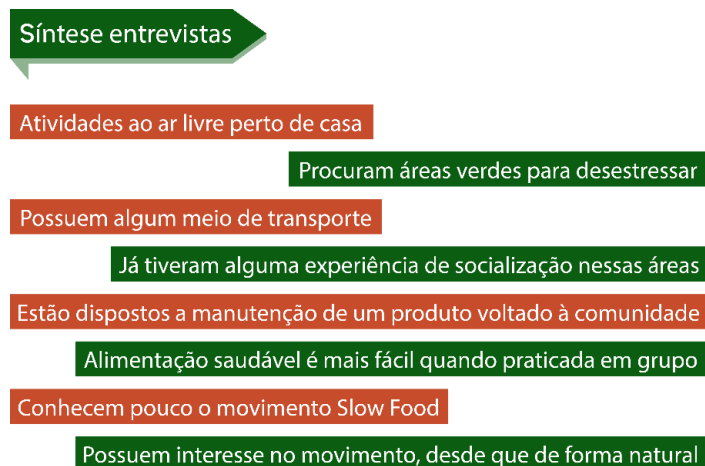 Síntese entrevistas
Atividades ao ar livre perto de casa
Procuram áreas verdes para desestressar
Possuem algum meio de transporte
Já tiveram alguma experiência de socialização nessas áreas
Estão dispostos a manutenção de um produto voltado à comunidade
Alimentação saudável é mais fácil quando praticada em grupo
Conhecem pouco o movimento Slow Food
Possuem interesse no movimento, desde que de forma natural